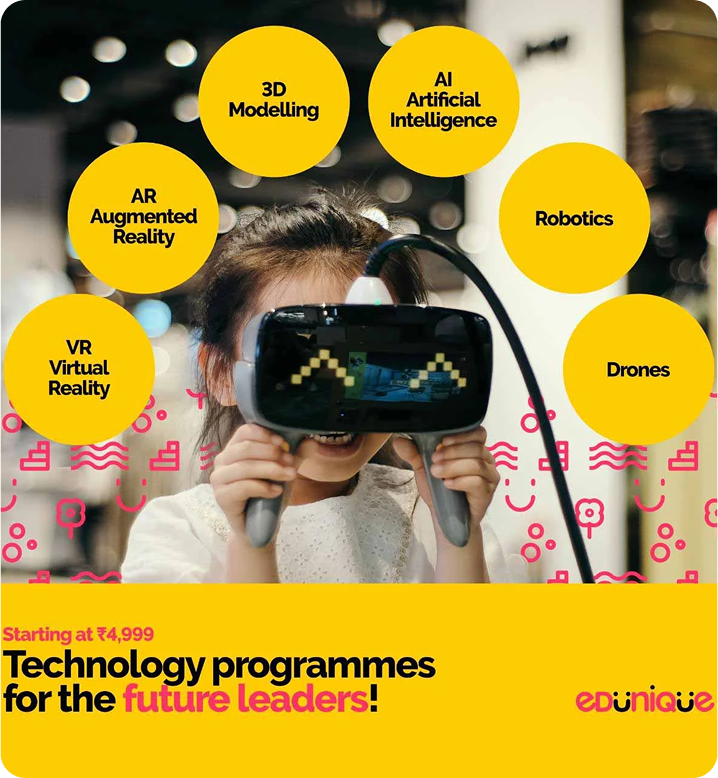 3D
Modelling
AI
Artificial
Intelligence
AR
Augmented
Reality
Robotics
VR
Virtual
Reality
Drones
Starting at ₹4,999
Technology programmes
for the future leaders!
edünıqüe